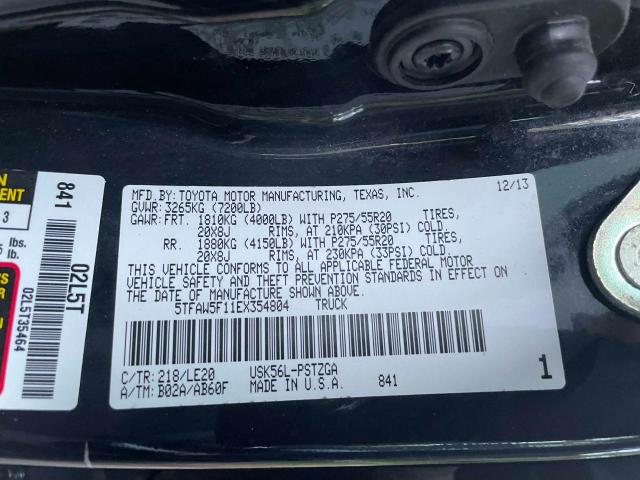 MFD.BY:TOYOTA MOTOR MANUFACTURING, TEXAS, INC. 12/13
GVWR:3265KG (7200LB)
GAWR:FRT. 1810KG (4000LB) WITH P275/55R20 TIRES,
20X8J RIMS, AT 210KPA (30PSI) COLD
RR. 1880KG (4150LB) WITH P275/55R20 TIRES,
20X8J RIMS, AT 230KPA (33PSI) COLD.
THIS VEHICLE CONFORMS TO ALL APPLICABLE FEDERAL MOTOR
VEHICLE SAFETY AND THEFT PREVENTION STANDARDS IN EFFECT ON
THE DATE OF MANUFACTURE SHOWN ABOVE.
5TFAW5F11EX354804 TRUCK
C/TR:218/LE20 USK56L-PSTZGA
A/TM:B02A/AB60F MADE IN U.S.A. 841 1
841
02L5T
02L5T35464
3
lbs.
lb.